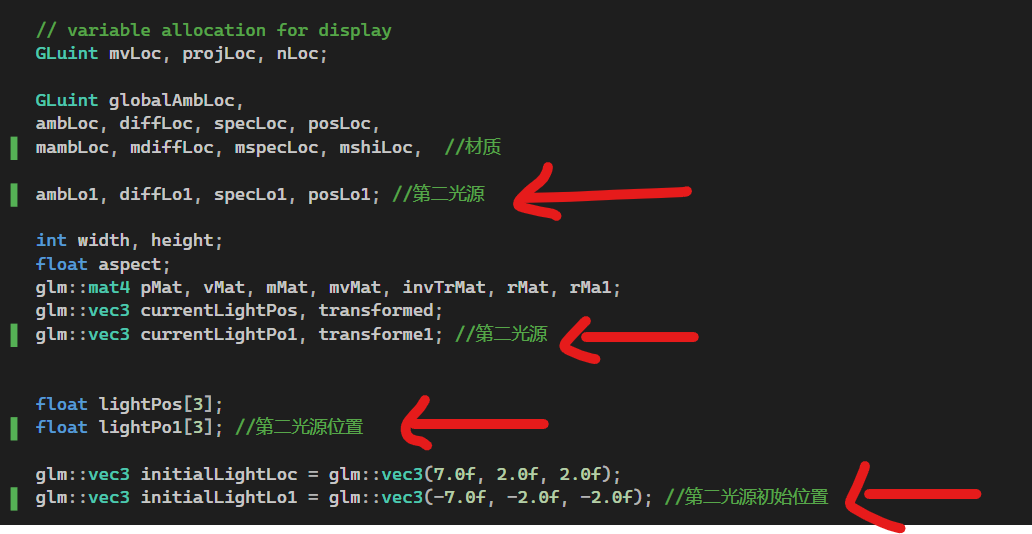 // variable allocation for display
GLuint mvLoc, projLoc, nLoc;
GLuint globalAmbLoc,
ambLoc, diffLoc, specLoc, posLoc,
mambLoc, mdiffLoc, mspecLoc, mshiLoc,  //材质
ambLo1, diffLo1, specLo1, posLo1; //第二光源
int width, height;
float aspect;
glm::mat4 pMat, vMat, mMat, mvMat, invTrMat, rMat, rMa1;
glm::vec3 currentLightPos, transformed;
glm::vec3 currentLightPo1, transforme1; //第二光源
float lightPos[3];
float lightPo1[3]; //第二光源位置
glm::vec3 initialLightLoc = glm::vec3(7.0f, 2.0f, 2.0f);
glm::vec3 initialLightLo1 = glm::vec3(-7.0f, -2.0f, -2.0f); //第二光源初始位置